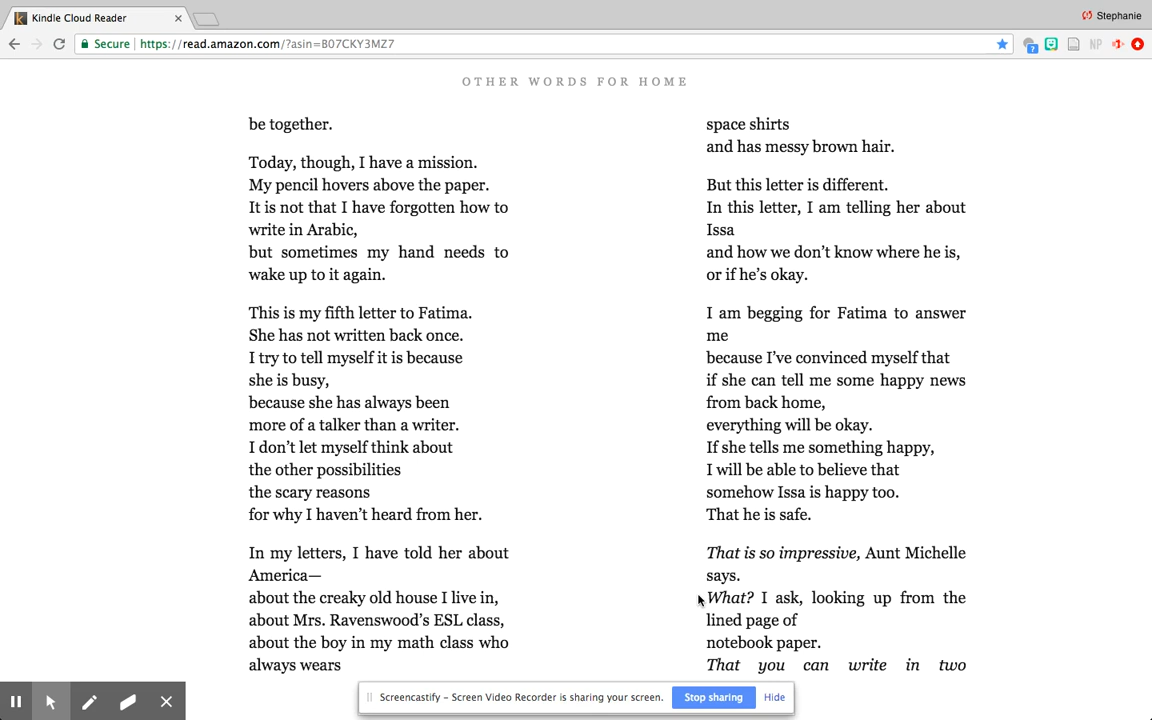 Kindle Cloud Reader
Stephanie
Secure
https://read.amazon.com/?asin=B07CKY3MZ7
NP
OTHER WORDS FOR HOME
be together.
Today, though, I have a mission.
My pencil hovers above the paper.
It is not that I have forgotten how to
write in Arabic,
but sometimes my hand needs to
wake up to it again.
This is my fifth letter to Fatima.
She has not written back once.
I try to tell myself it is because
she is busy,
because she has always been
more of a talker than a writer.
I don’t let myself think about
the other possibilities
the scary reasons
for why I haven’t heard from her.
In my letters, I have told her about
America—
about the creaky old house I live in,
about Mrs. Ravenswood’s ESL class,
about the boy in my math class who
always wears
space shirts
and has messy brown hair.
But this letter is different.
In this letter, I am telling her about
Issa
and how we don’t know where he is,
or if he’s okay.
I am begging for Fatima to answer
me
because I’ve convinced myself that
if she can tell me some happy news
from back home,
everything will be okay.
If she tells me something happy,
I will be able to believe that
somehow Issa is happy too.
That he is safe.
That is so impressive, Aunt Michelle
says.
What? I ask, looking up from the
lined page of
notebook paper.
That you can write in two
Screencastify – Screen Video Recorder is sharing your screen.
Stop sharing
Hide